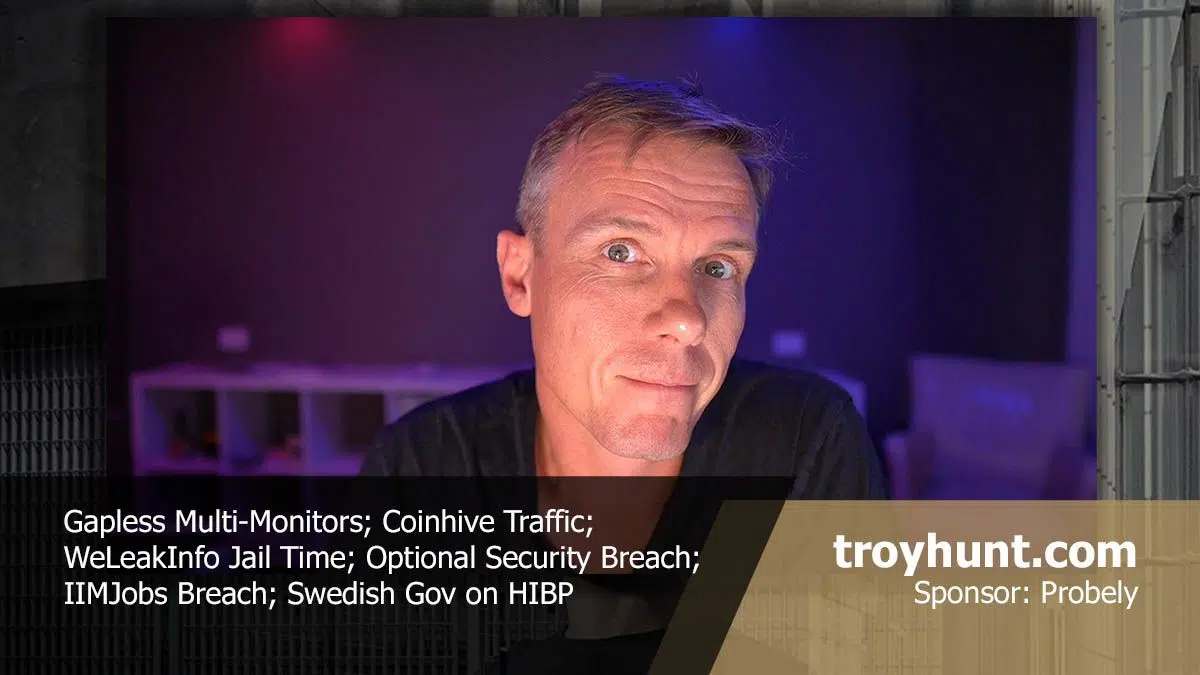 Gapless Multi-Monitors; Coinhive Traffic;
WeLeakInfo Jail Time; Optional Security Breach;
IIMJobs Breach; Swedish Gov on HIBP
troyhunt.com
Sponsor: Probely